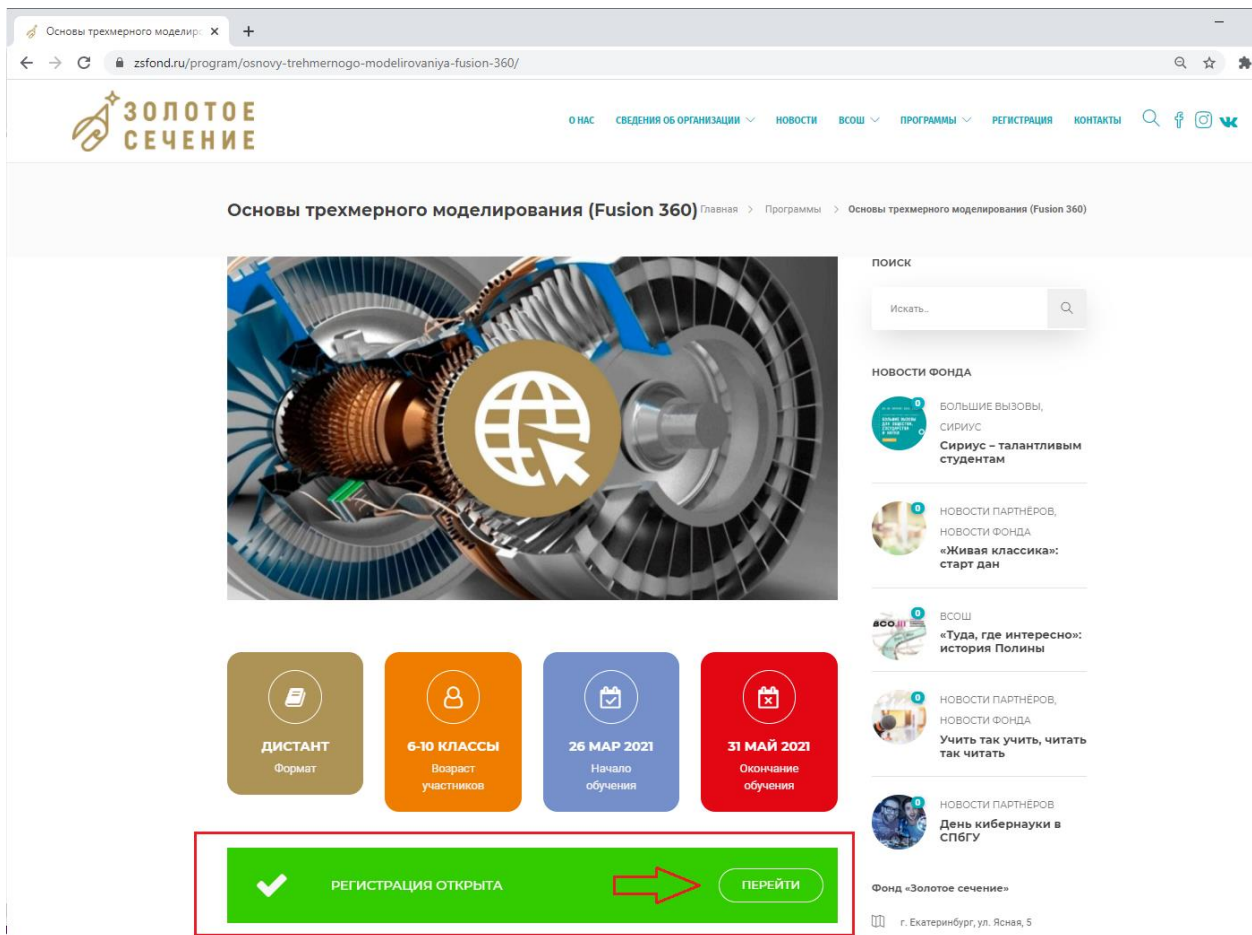 Основы трехмерного моделир
zsfond.ru/program/osnovy-trehmernogo-modelirovaniya-fusion-360/
ЗОЛОТОЕ
СЕЧЕНИЕ
О НАС СВЕДЕНИЯ ОБ ОРГАНИЗАЦИИ НОВОСТИ ВСОШ ПРОГРАММЫ РЕГИСТРАЦИЯ КОНТАКТЫ
Основы трехмерного моделирования (Fusion 360)
Главная > Программы > Основы трехмерного моделирования (Fusion 360)
ДИСТАНТ
Формат
6-10 КЛАССЫ
Возраст
участников
26 МАР 2021
Начало
обучения
31 МАЙ 2021
Окончание
обучения
РЕГИСТРАЦИЯ ОТКРЫТА
ПЕРЕЙТИ
ПОИСК
Искать..
НОВОСТИ ФОНДА
0
БОЛЬШИЕ ВЫЗОВЫ,
СИРИУС
Сириус – талантливым
студентам
0
НОВОСТИ ПАРТНЁРОВ,
НОВОСТИ ФОНДА
«Живая классика»:
старт дан
0
ВСОШ
«Туда, где интересно»:
история Полины
0
НОВОСТИ ПАРТНЁРОВ,
НОВОСТИ ФОНДА
Учить так учить, читать
так читать
0
НОВОСТИ ПАРТНЁРОВ
День кибернауки в
СПбГУ
Фонд «Золотое сечение»
г. Екатеринбург, ул. Ясная, 5